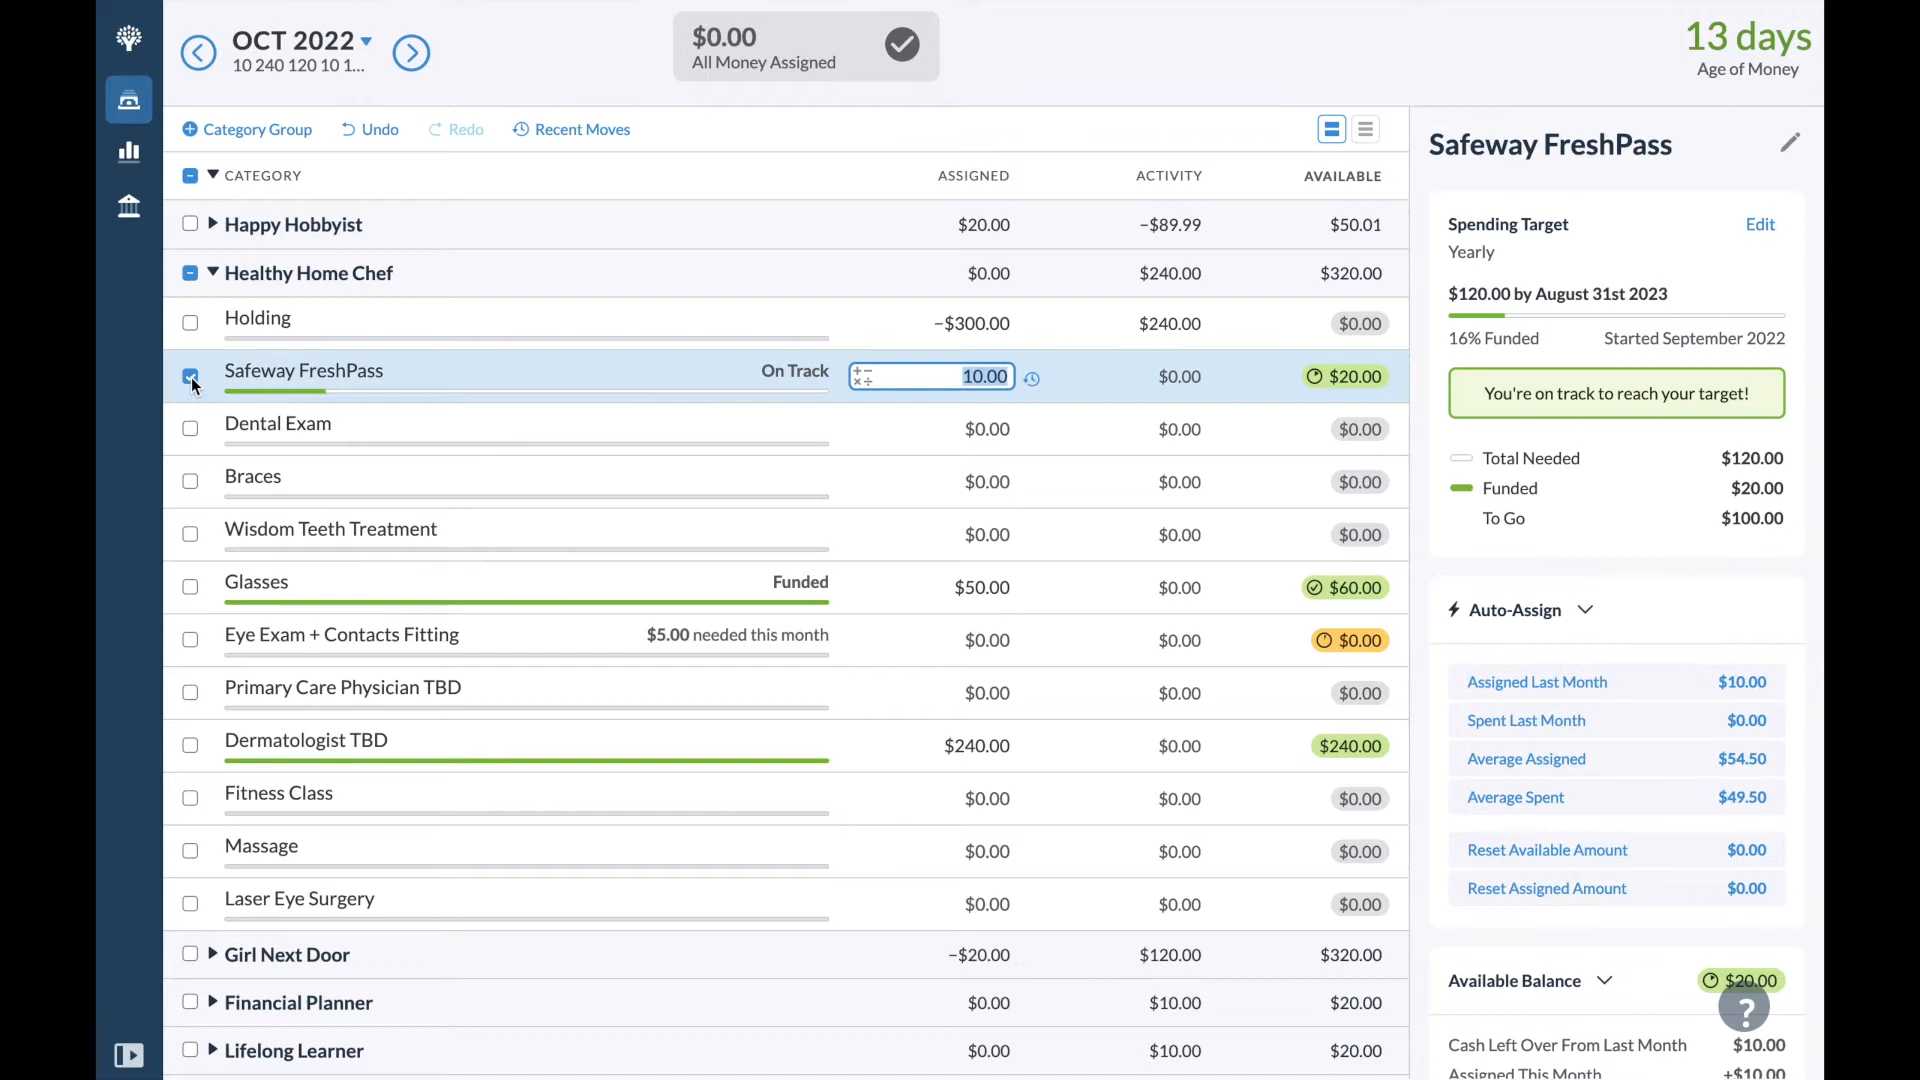 OCT 2022
10 240 120 10 1...
$0.00
All Money Assigned
13 days
Age of Money
Category Group Undo Redo Recent Moves
CATEGORY ASSIGNED ACTIVITY AVAILABLE
Happy Hobbyist $20.00 −$89.99 $50.01
Healthy Home Chef $0.00 $240.00 $320.00
Holding −$300.00 $240.00 $0.00
Safeway FreshPass On Track 10.00 $0.00 $20.00
Dental Exam $0.00 $0.00 $0.00
Braces $0.00 $0.00 $0.00
Wisdom Teeth Treatment $0.00 $0.00 $0.00
Glasses Funded $50.00 $0.00 $60.00
Eye Exam + Contacts Fitting $5.00 needed this month $0.00 $0.00 $0.00
Primary Care Physician TBD $0.00 $0.00 $0.00
Dermatologist TBD $240.00 $0.00 $240.00
Fitness Class $0.00 $0.00 $0.00
Massage $0.00 $0.00 $0.00
Laser Eye Surgery $0.00 $0.00 $0.00
Girl Next Door −$20.00 $120.00 $320.00
Financial Planner $0.00 $10.00 $20.00
Lifelong Learner $0.00 $10.00 $20.00
Safeway FreshPass
Spending Target Edit
Yearly
$120.00 by August 31st 2023
16% Funded Started September 2022
You're on track to reach your target!
Total Needed $120.00
Funded $20.00
To Go $100.00
Auto-Assign
Assigned Last Month $10.00
Spent Last Month $0.00
Average Assigned $54.50
Average Spent $49.50
Reset Available Amount $0.00
Reset Assigned Amount $0.00
Available Balance $20.00
?
Cash Left Over From Last Month $10.00
Assigned This Month +$10.00